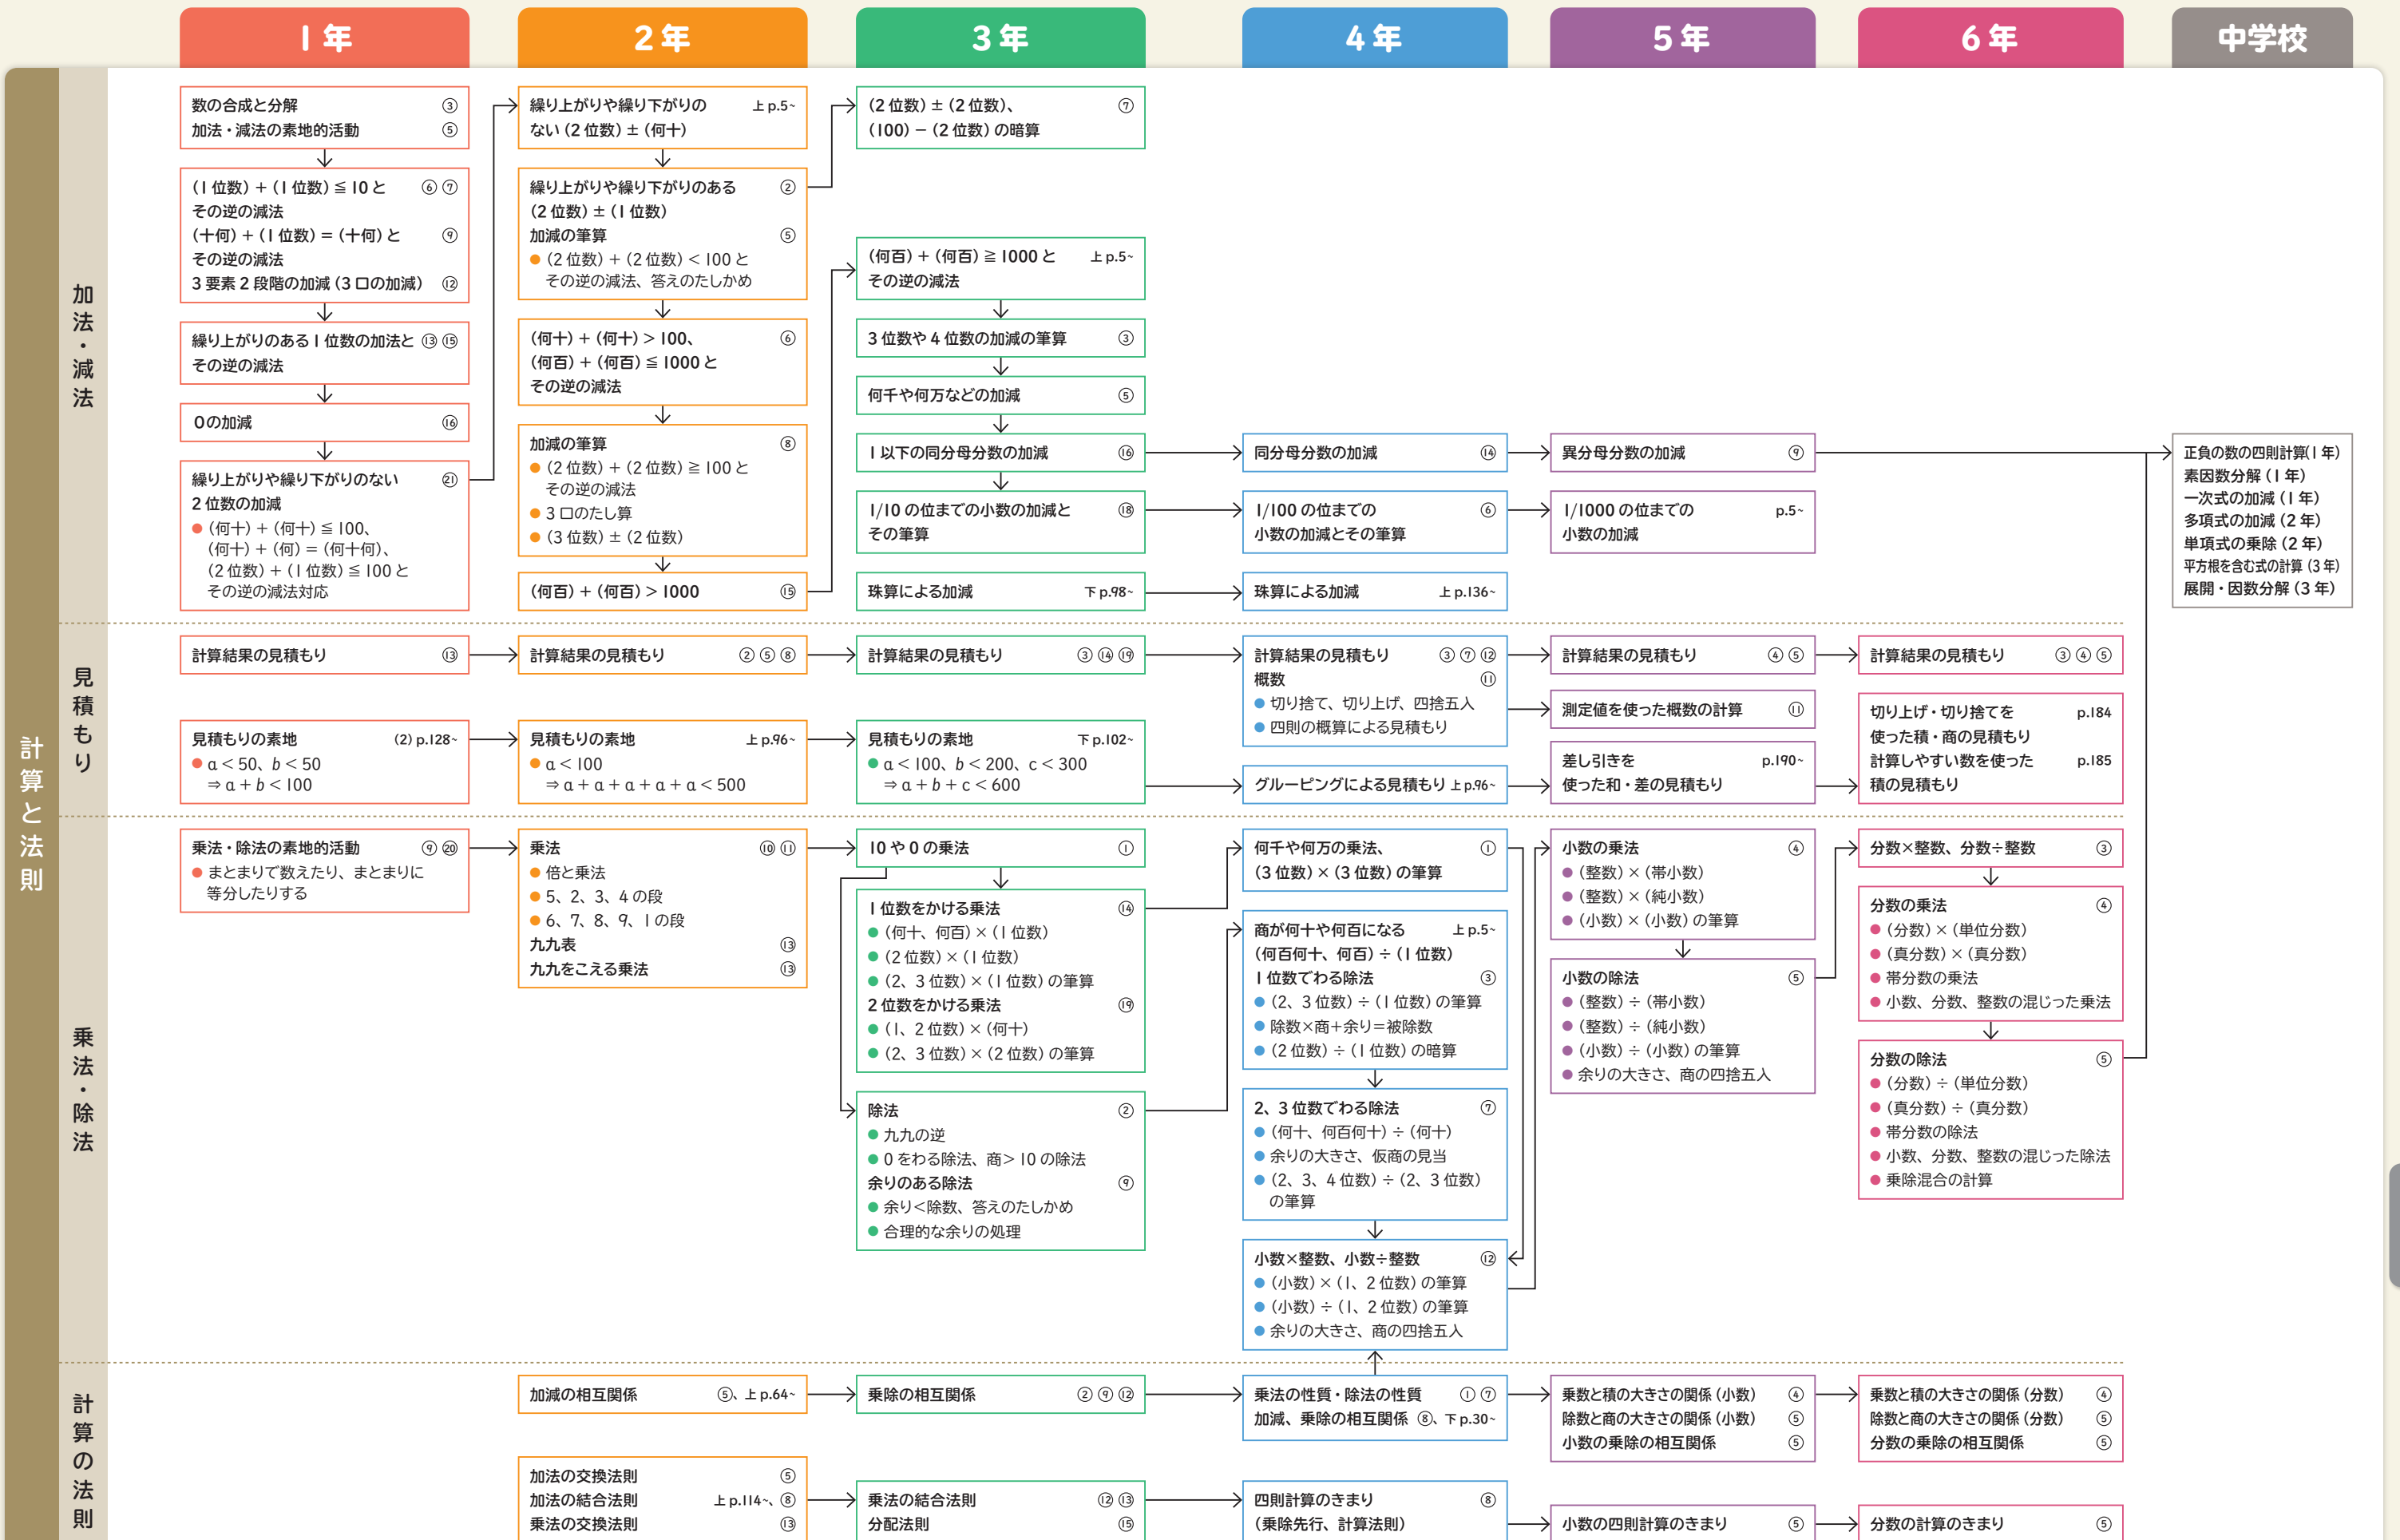 1年
2年
3年
4年
5年
6年
中学校
計算と法則
加法・減法
数の合成と分解 ③
加法・減法の素地的活動 ⑤
(1位数)+(1位数)≦10と ⑥⑦
その逆の減法
(十何)+(1位数)=(十何)と ⑨
その逆の減法
3要素2段階の加減(3口の加減) ⑫
繰り上がりのある1位数の加法と ⑬⑮
その逆の減法
0の加減 ⑯
繰り上がりや繰り下がりのない ㉑
2位数の加減
● (何十)+(何十)≦100、
(何十)+(何)=(何十何)、
(2位数)+(1位数)≦100と
その逆の減法対応
繰り上がりや繰り下がりの 上p.5~
ない(2位数)±(何十)
繰り上がりや繰り下がりのある ②
(2位数)±(1位数)
加減の筆算 ⑤
● (2位数)+(2位数)<100と
その逆の減法、答えのたしかめ
(何十)+(何十)>100、 ⑥
(何百)+(何百)≦1000と
その逆の減法
加減の筆算 ⑧
● (2位数)+(2位数)≧100と
その逆の減法
● 3口のたし算
● (3位数)±(2位数)
(何百)+(何百)>1000 ⑮
(2位数)±(2位数)、 ⑦
(100)−(2位数)の暗算
(何百)+(何百)≧1000と 上p.5~
その逆の減法
3位数や4位数の加減の筆算 ③
何千や何万などの加減 ⑤
1以下の同分母分数の加減 ⑯
1/10の位までの小数の加減と ⑱
その筆算
珠算による加減 下p.98~
同分母分数の加減 ⑭
1/100の位までの ⑥
小数の加減とその筆算
珠算による加減 上p.136~
異分母分数の加減 ⑨
1/1000の位までの p.5~
小数の加減
正負の数の四則計算(1年)
素因数分解(1年)
一次式の加減(1年)
多項式の加減(2年)
単項式の乗除(2年)
平方根を含む式の計算(3年)
展開・因数分解(3年)
見積もり
計算結果の見積もり ⑬
見積もりの素地 (2)p.128~
● a<50、b<50
⇒a+b<100
計算結果の見積もり ②⑤⑧
見積もりの素地 上p.96~
● a<100
⇒a+a+a+a+a<500
計算結果の見積もり ③⑭⑲
見積もりの素地 下p.102~
● a<100、b<200、c<300
⇒a+b+c<600
計算結果の見積もり ③⑦⑫
概数 ⑪
● 切り捨て、切り上げ、四捨五入
● 四則の概算による見積もり
グルーピングによる見積もり 上p.96~
計算結果の見積もり ④⑤
測定値を使った概数の計算 ⑪
差し引きを p.190~
使った和・差の見積もり
計算結果の見積もり ③④⑤
切り上げ・切り捨てを p.184
使った積・商の見積もり
計算しやすい数を使った p.185
積の見積もり
乗法・除法
乗法・除法の素地的活動 ⑨⑳
● まとまりで数えたり、まとまりに
等分したりする
乗法 ⑩⑪
● 倍と乗法
● 5、2、3、4の段
● 6、7、8、9、1の段
九九表 ⑬
九九をこえる乗法 ⑬
10や0の乗法 ①
1位数をかける乗法 ⑭
● (何十、何百)×(1位数)
● (2位数)×(1位数)
● (2、3位数)×(1位数)の筆算
2位数をかける乗法 ⑲
● (1、2位数)×(何十)
● (2、3位数)×(2位数)の筆算
除法 ②
● 九九の逆
● 0をわる除法、商>10の除法
余りのある除法 ⑨
● 余り<除数、答えのたしかめ
● 合理的な余りの処理
何千や何万の乗法、 ①
(3位数)×(3位数)の筆算
商が何十や何百になる 上p.5~
(何百何十、何百)÷(1位数)
1位数でわる除法 ③
● (2、3位数)÷(1位数)の筆算
● 除数×商+余り=被除数
● (2位数)÷(1位数)の暗算
2、3位数でわる除法 ⑦
● (何十、何百何十)÷(何十)
● 余りの大きさ、仮商の見当
● (2、3、4位数)÷(2、3位数)
の筆算
小数×整数、小数÷整数 ⑫
● (小数)×(1、2位数)の筆算
● (小数)÷(1、2位数)の筆算
● 余りの大きさ、商の四捨五入
小数の乗法 ④
● (整数)×(帯小数)
● (整数)×(純小数)
● (小数)×(小数)の筆算
小数の除法 ⑤
● (整数)÷(帯小数)
● (整数)÷(純小数)
● (小数)÷(小数)の筆算
● 余りの大きさ、商の四捨五入
分数×整数、分数÷整数 ③
分数の乗法 ④
● (分数)×(単位分数)
● (真分数)×(真分数)
● 帯分数の乗法
● 小数、分数、整数の混じった乗法
分数の除法 ⑤
● (分数)÷(単位分数)
● (真分数)÷(真分数)
● 帯分数の除法
● 小数、分数、整数の混じった除法
● 乗除混合の計算
計算の法則
加減の相互関係 ⑤、上p.64~
加法の交換法則 ⑤
加法の結合法則 上p.114~、⑧
乗法の交換法則 ⑬
乗除の相互関係 ②⑨⑫
乗法の結合法則 ⑫⑬
分配法則 ⑮
乗法の性質・除法の性質 ①⑦
加減、乗除の相互関係 ⑧、下p.30~
四則計算のきまり ⑧
(乗除先行、計算法則)
乗数と積の大きさの関係(小数) ④
除数と商の大きさの関係(小数) ⑤
小数の乗除の相互関係 ⑤
小数の四則計算のきまり ⑤
乗数と積の大きさの関係(分数) ④
除数と商の大きさの関係(分数) ⑤
分数の乗除の相互関係 ⑤
分数の計算のきまり ⑤